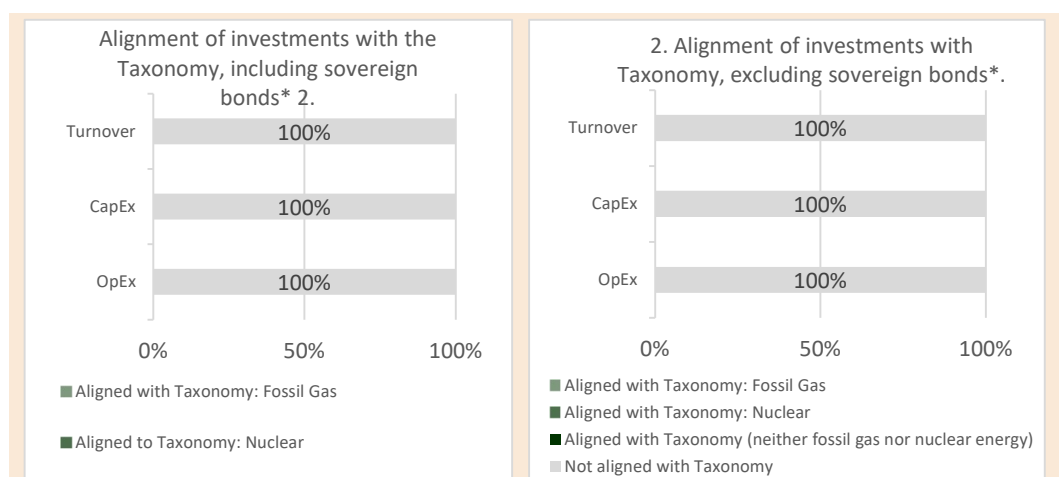 Alignment of investments with the
Taxonomy, including sovereign
bonds* 2.
Turnover
100%
CapEx
100%
OpEx
100%
0% 50% 100%
Aligned with Taxonomy: Fossil Gas
Aligned to Taxonomy: Nuclear
2. Alignment of investments with
Taxonomy, excluding sovereign bonds*.
Turnover
100%
CapEx
100%
OpEx
100%
0% 50% 100%
Aligned with Taxonomy: Fossil Gas
Aligned with Taxonomy: Nuclear
Aligned with Taxonomy (neither fossil gas nor nuclear energy)
Not aligned with Taxonomy